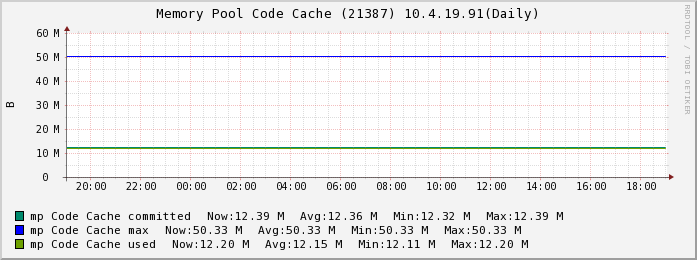 Memory Pool Code Cache (21387) 10.4.19.91(Daily)
RRDTOOL / TOBI OETIKER
B
60 M
50 M
40 M
30 M
20 M
10 M
0
20:00 22:00 00:00 02:00 04:00 06:00 08:00 10:00 12:00 14:00 16:00 18:00
mp Code Cache committed Now:12.39 M Avg:12.36 M Min:12.32 M Max:12.39 M
mp Code Cache max Now:50.33 M Avg:50.33 M Min:50.33 M Max:50.33 M
mp Code Cache used Now:12.20 M Avg:12.15 M Min:12.11 M Max:12.20 M